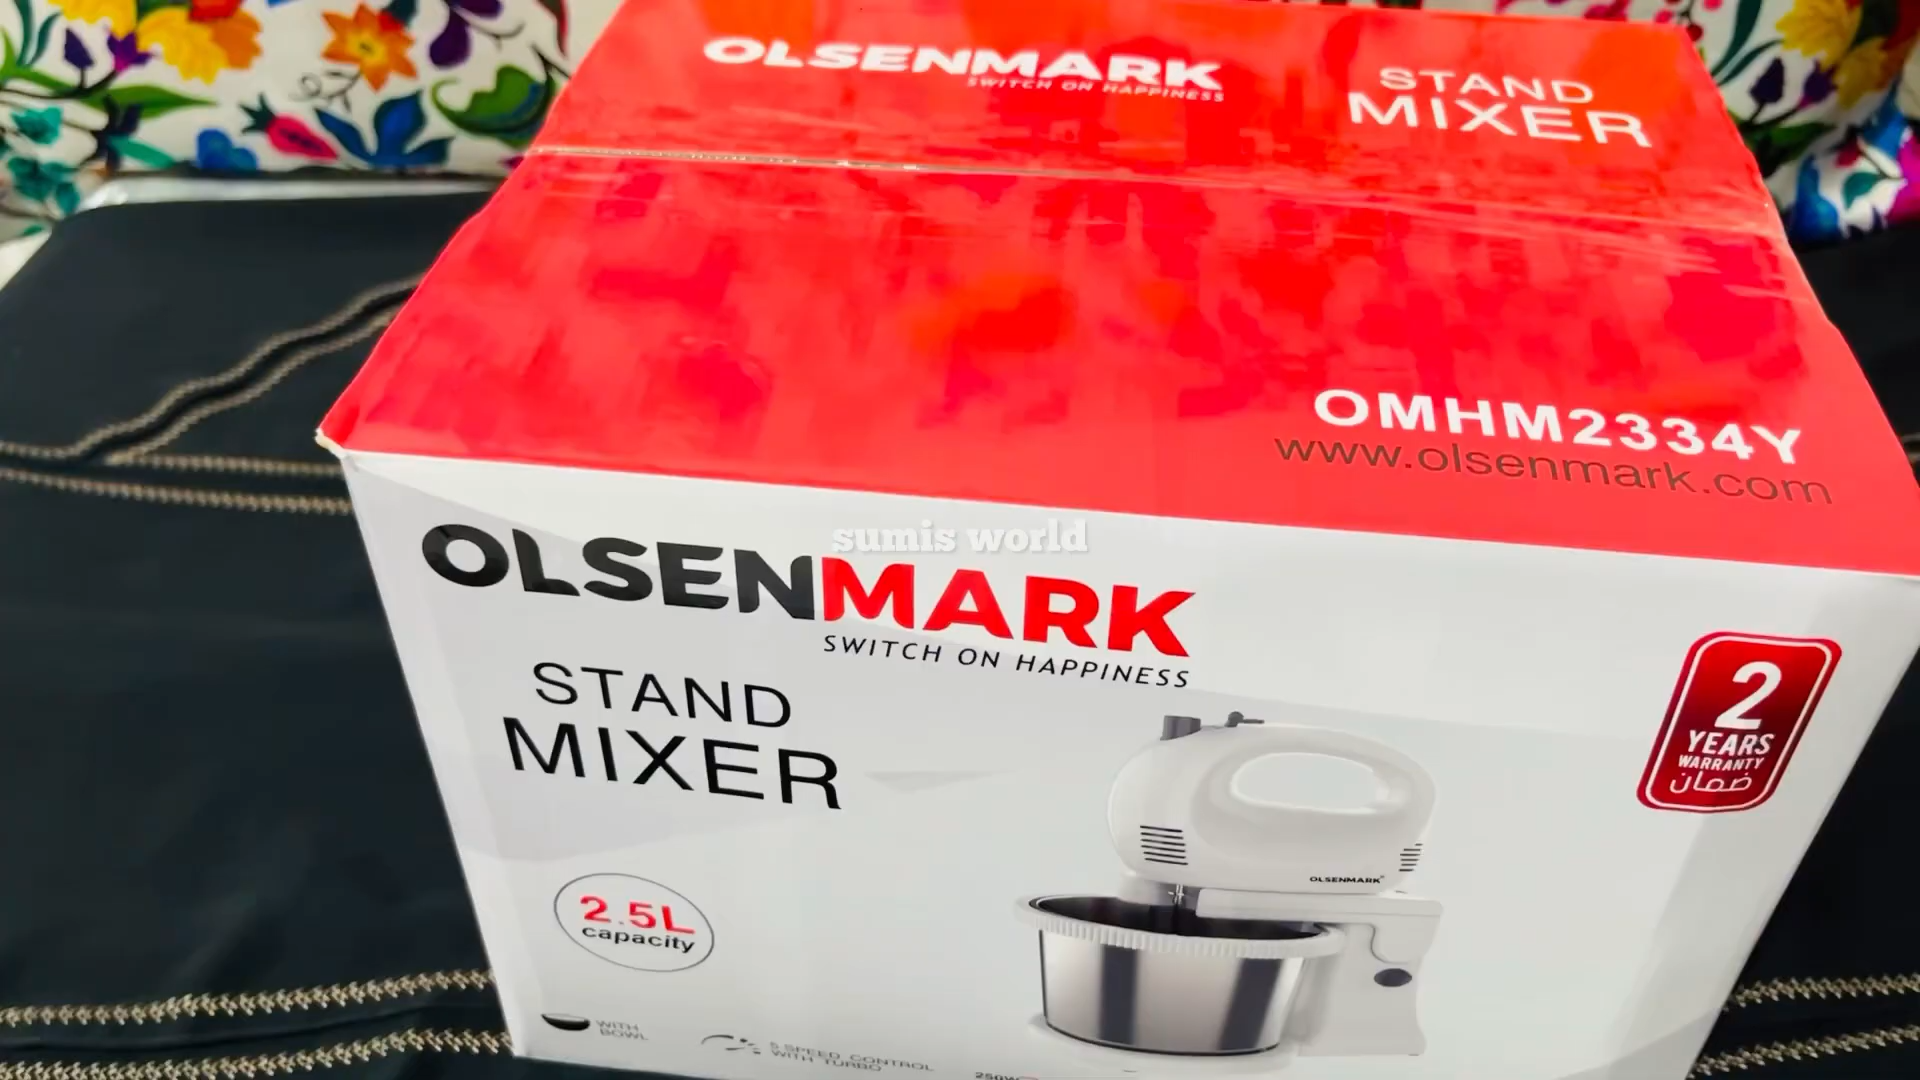 OLSENMARK
SWITCH ON HAPPINESS
STAND
MIXER
OMHM2334Y
www.olsenmark.com
sumis world
OLSENMARK
SWITCH ON HAPPINESS
STAND
MIXER
2
YEARS
WARRANTY
ضمان
OLSENMARK
2.5L
capacity
WITH
BOWL
5 SPEED CONTROL
WITH TURBO
250W